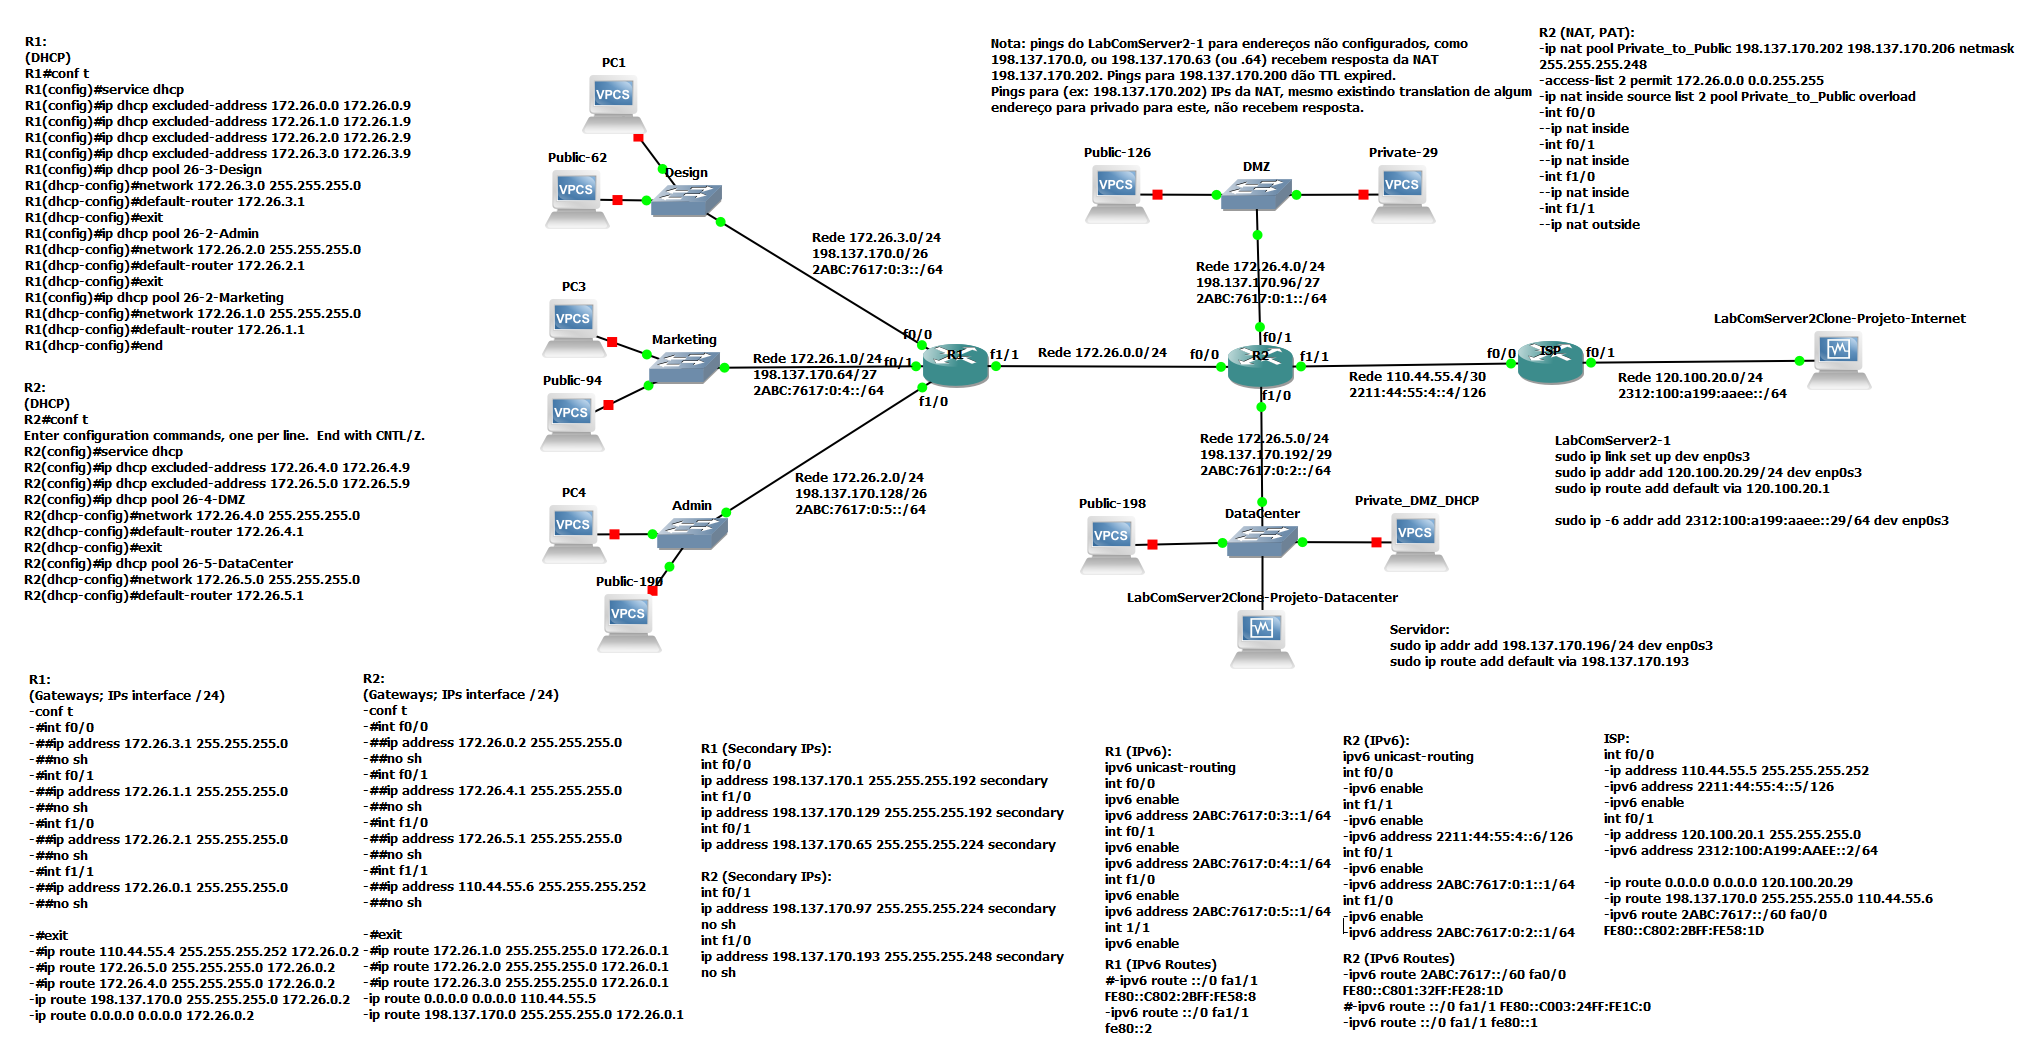 R1:
(DHCP)
R1#conf t
R1(config)#service dhcp
R1(config)#ip dhcp excluded-address 172.26.0.0 172.26.0.9
R1(config)#ip dhcp excluded-address 172.26.1.0 172.26.1.9
R1(config)#ip dhcp excluded-address 172.26.2.0 172.26.2.9
R1(config)#ip dhcp excluded-address 172.26.3.0 172.26.3.9
R1(config)#ip dhcp pool 26-3-Design
R1(dhcp-config)#network 172.26.3.0 255.255.255.0
R1(dhcp-config)#default-router 172.26.3.1
R1(dhcp-config)#exit
R1(config)#ip dhcp pool 26-2-Admin
R1(dhcp-config)#network 172.26.2.0 255.255.255.0
R1(dhcp-config)#default-router 172.26.2.1
R1(dhcp-config)#exit
R1(config)#ip dhcp pool 26-2-Marketing
R1(dhcp-config)#network 172.26.1.0 255.255.255.0
R1(dhcp-config)#default-router 172.26.1.1
R1(dhcp-config)#end
R2:
(DHCP)
R2#conf t
Enter configuration commands, one per line.  End with CNTL/Z.
R2(config)#service dhcp
R2(config)#ip dhcp excluded-address 172.26.4.0 172.26.4.9
R2(config)#ip dhcp excluded-address 172.26.5.0 172.26.5.9
R2(config)#ip dhcp pool 26-4-DMZ
R2(dhcp-config)#network 172.26.4.0 255.255.255.0
R2(dhcp-config)#default-router 172.26.4.1
R2(dhcp-config)#exit
R2(config)#ip dhcp pool 26-5-DataCenter
R2(dhcp-config)#network 172.26.5.0 255.255.255.0
R2(dhcp-config)#default-router 172.26.5.1
PC1
VPCS
Public-62
VPCS
Design
Rede 172.26.3.0/24
198.137.170.0/26
2ABC:7617:0:3::/64
PC3
VPCS
Marketing
Public-94
VPCS
Rede 172.26.1.0/24
198.137.170.64/27
2ABC:7617:0:4::/64
PC4
VPCS
Admin
Public-190
VPCS
Rede 172.26.2.0/24
198.137.170.128/26
2ABC:7617:0:5::/64
f0/0
f0/1
R1
f1/1
f1/0
Rede 172.26.0.0/24
Nota: pings do LabComServer2-1 para endereços não configurados, como
198.137.170.0, ou 198.137.170.63 (ou .64) recebem resposta da NAT
198.137.170.202. Pings para 198.137.170.200 dão TTL expired.
Pings para (ex: 198.137.170.202) IPs da NAT, mesmo existindo translation de algum
endereço para privado para este, não recebem resposta.
Public-126
VPCS
DMZ
Private-29
VPCS
Rede 172.26.4.0/24
198.137.170.96/27
2ABC:7617:0:1::/64
f0/1
f0/0
R2
f1/1
f1/0
Rede 110.44.55.4/30
2211:44:55:4::4/126
f0/0
ISP
f0/1
Rede 120.100.20.0/24
2312:100:a199:aaee::/64
LabComServer2Clone-Projeto-Internet
Rede 172.26.5.0/24
198.137.170.192/29
2ABC:7617:0:2::/64
Public-198
VPCS
DataCenter
Private_DMZ_DHCP
VPCS
LabComServer2Clone-Projeto-Datacenter
Servidor:
sudo ip addr add 198.137.170.196/24 dev enp0s3
sudo ip route add default via 198.137.170.193
R2 (NAT, PAT):
-ip nat pool Private_to_Public 198.137.170.202 198.137.170.206 netmask
255.255.255.248
-access-list 2 permit 172.26.0.0 0.0.255.255
-ip nat inside source list 2 pool Private_to_Public overload
-int f0/0
--ip nat inside
-int f0/1
--ip nat inside
-int f1/0
--ip nat inside
-int f1/1
--ip nat outside
LabComServer2-1
sudo ip link set up dev enp0s3
sudo ip addr add 120.100.20.29/24 dev enp0s3
sudo ip route add default via 120.100.20.1
sudo ip -6 addr add 2312:100:a199:aaee::29/64 dev enp0s3
R1:
(Gateways; IPs interface /24)
-conf t
-#int f0/0
-##ip address 172.26.3.1 255.255.255.0
-##no sh
-#int f0/1
-##ip address 172.26.1.1 255.255.255.0
-##no sh
-#int f1/0
-##ip address 172.26.2.1 255.255.255.0
-##no sh
-#int f1/1
-##ip address 172.26.0.1 255.255.255.0
-##no sh
-#exit
-#ip route 110.44.55.4 255.255.255.252 172.26.0.2
-#ip route 172.26.5.0 255.255.255.0 172.26.0.2
-#ip route 172.26.4.0 255.255.255.0 172.26.0.2
-ip route 198.137.170.0 255.255.255.0 172.26.0.2
-ip route 0.0.0.0 0.0.0.0 172.26.0.2
R2:
(Gateways; IPs interface /24)
-conf t
-#int f0/0
-##ip address 172.26.0.2 255.255.255.0
-##no sh
-#int f0/1
-##ip address 172.26.4.1 255.255.255.0
-##no sh
-#int f1/0
-##ip address 172.26.5.1 255.255.255.0
-##no sh
-#int f1/1
-##ip address 110.44.55.6 255.255.255.252
-##no sh
-#exit
-#ip route 172.26.1.0 255.255.255.0 172.26.0.1
-#ip route 172.26.2.0 255.255.255.0 172.26.0.1
-#ip route 172.26.3.0 255.255.255.0 172.26.0.1
-ip route 0.0.0.0 0.0.0.0 110.44.55.5
-ip route 198.137.170.0 255.255.255.0 172.26.0.1
R1 (Secondary IPs):
int f0/0
ip address 198.137.170.1 255.255.255.192 secondary
int f1/0
ip address 198.137.170.129 255.255.255.192 secondary
int f0/1
ip address 198.137.170.65 255.255.255.224 secondary
R2 (Secondary IPs):
int f0/1
ip address 198.137.170.97 255.255.255.224 secondary
no sh
int f1/0
ip address 198.137.170.193 255.255.255.248 secondary
no sh
R1 (IPv6):
ipv6 unicast-routing
int f0/0
ipv6 enable
ipv6 address 2ABC:7617:0:3::1/64
int f0/1
ipv6 enable
ipv6 address 2ABC:7617:0:4::1/64
int f1/0
ipv6 enable
ipv6 address 2ABC:7617:0:5::1/64
int 1/1
ipv6 enable
R1 (IPv6 Routes)
#-ipv6 route ::/0 fa1/1
FE80::C802:2BFF:FE58:8
-ipv6 route ::/0 fa1/1
fe80::2
R2 (IPv6):
ipv6 unicast-routing
int f0/0
-ipv6 enable
int f1/1
-ipv6 enable
-ipv6 address 2211:44:55:4::6/126
int f0/1
-ipv6 enable
-ipv6 address 2ABC:7617:0:1::1/64
int f1/0
-ipv6 enable
-ipv6 address 2ABC:7617:0:2::1/64
R2 (IPv6 Routes)
-ipv6 route 2ABC:7617::/60 fa0/0
FE80::C801:32FF:FE28:1D
#-ipv6 route ::/0 fa1/1 FE80::C003:24FF:FE1C:0
-ipv6 route ::/0 fa1/1 fe80::1
ISP:
int f0/0
-ip address 110.44.55.5 255.255.255.252
-ipv6 address 2211:44:55:4::5/126
-ipv6 enable
int f0/1
-ip address 120.100.20.1 255.255.255.0
-ipv6 address 2312:100:A199:AAEE::2/64
-ip route 0.0.0.0 0.0.0.0 120.100.20.29
-ip route 198.137.170.0 255.255.255.0 110.44.55.6
-ipv6 route 2ABC:7617::/60 fa0/0
FE80::C802:2BFF:FE58:1D